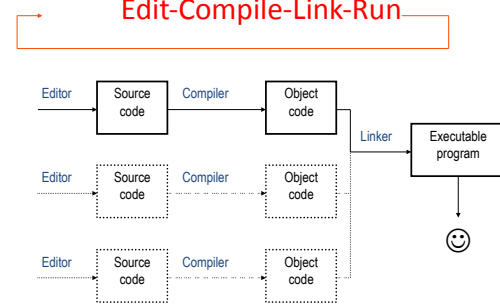 Edit-Compile-Link-Run
Editor
Source
code
Compiler
Object
code
Linker
Executable
program
Editor
Source
code
Compiler
Object
code
Editor
Source
code
Compiler
Object
code